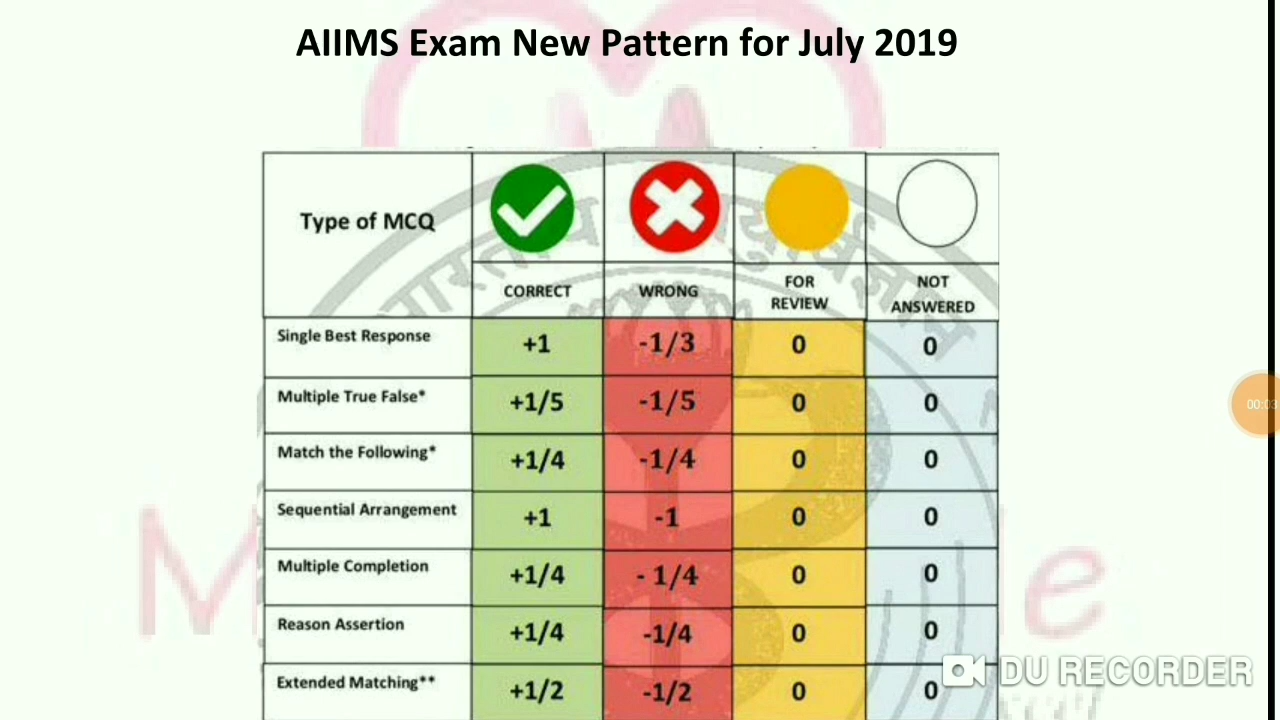 AIIMS Exam New Pattern for July 2019
Type of MCQ
CORRECT
WRONG
FOR
REVIEW
NOT
ANSWERED
Single Best Response
+1
-1/3
0
0
Multiple True False*
+1/5
-1/5
0
0
Match the Following*
+1/4
-1/4
0
0
Sequential Arrangement
+1
-1
0
0
Multiple Completion
+1/4
- 1/4
0
0
Reason Assertion
+1/4
-1/4
0
0
Extended Matching**
+1/2
-1/2
0
0
00:03
DU RECORDER